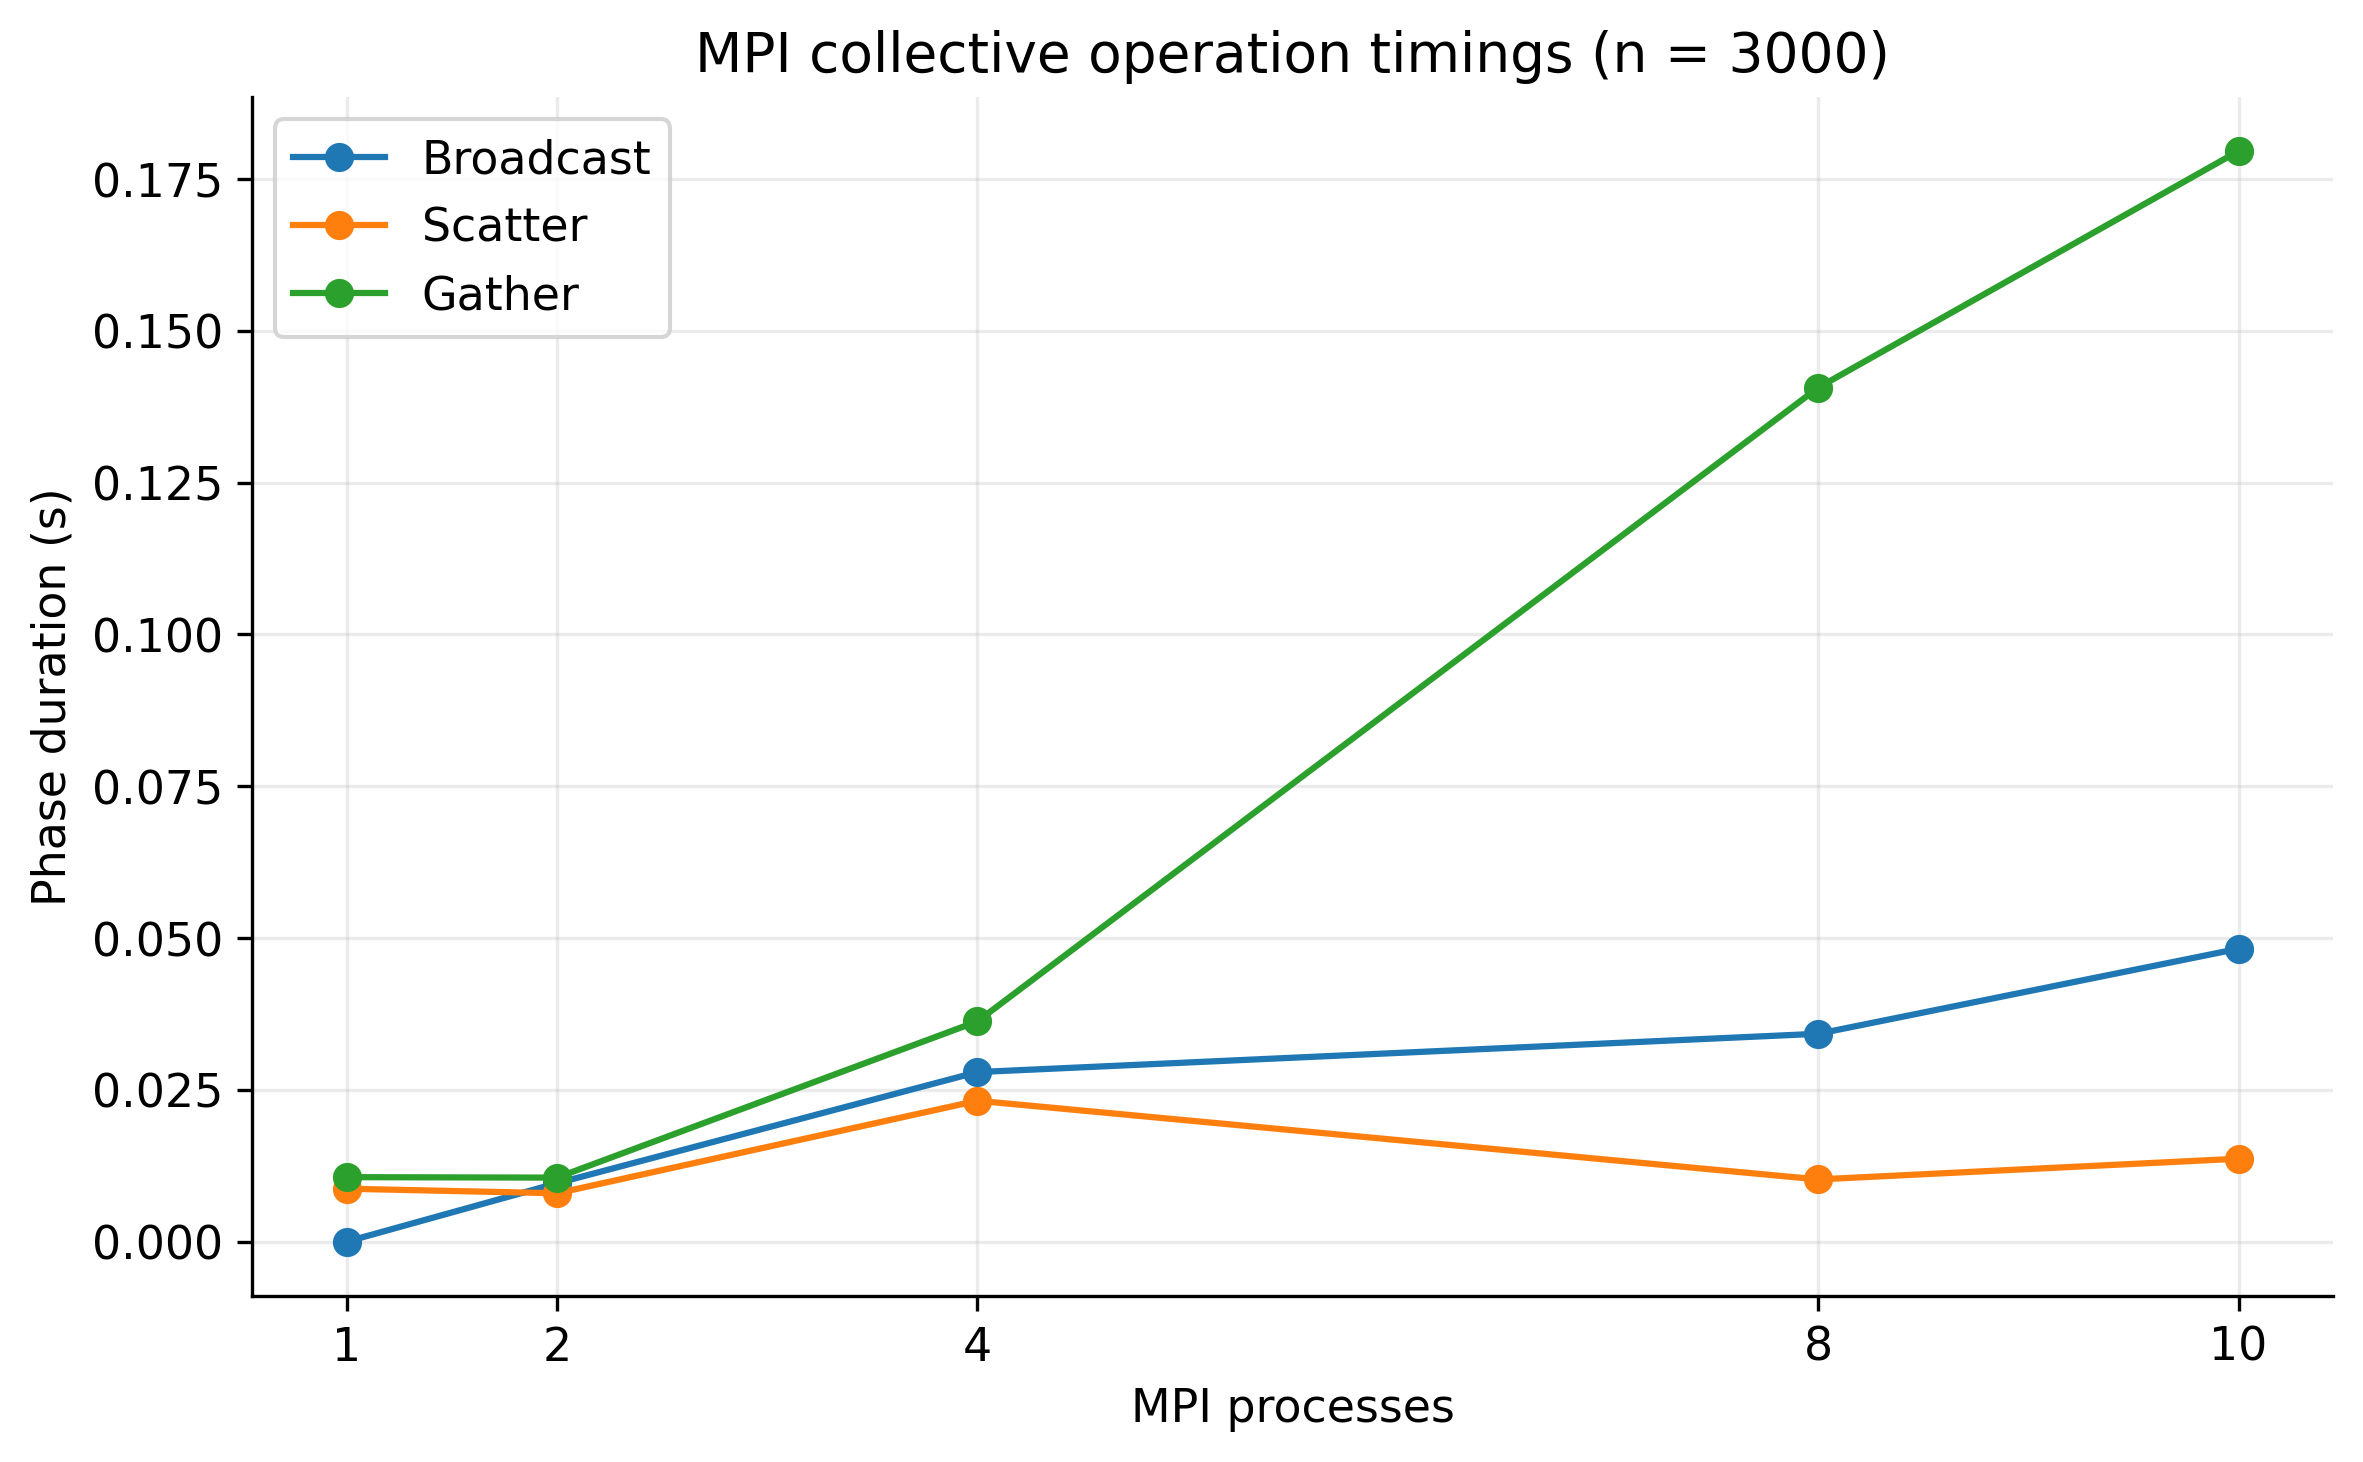 MPI collective operation timings (n = 3000)
Broadcast
Scatter
Gather
Phase duration (s)
0.175
0.150
0.125
0.100
0.075
0.050
0.025
0.000
1 2 4 8 10
MPI processes